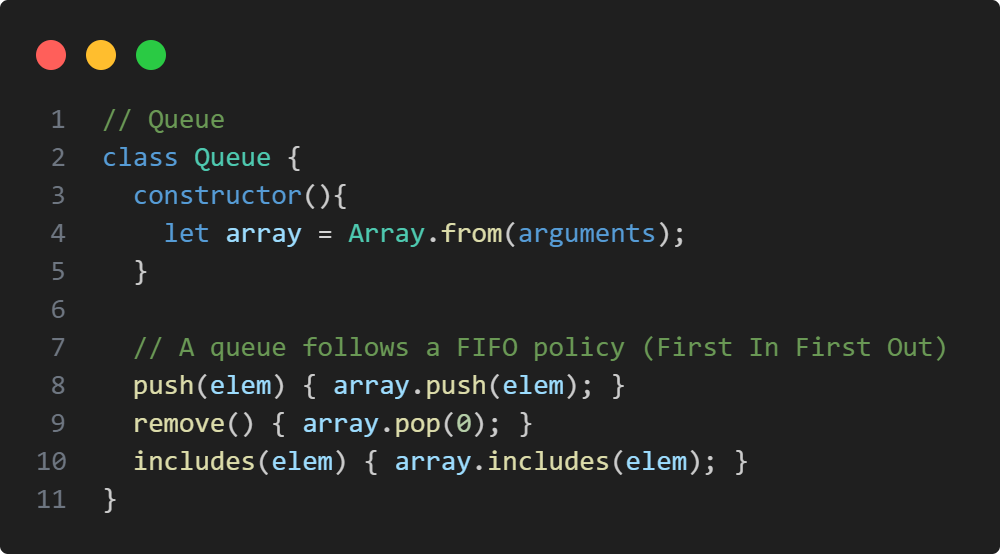 1 // Queue
2 class Queue {
3   constructor(){
4     let array = Array.from(arguments);
5   }
6
7   // A queue follows a FIFO policy (First In First Out)
8   push(elem) { array.push(elem); }
9   remove() { array.pop(0); }
10   includes(elem) { array.includes(elem); }
11 }